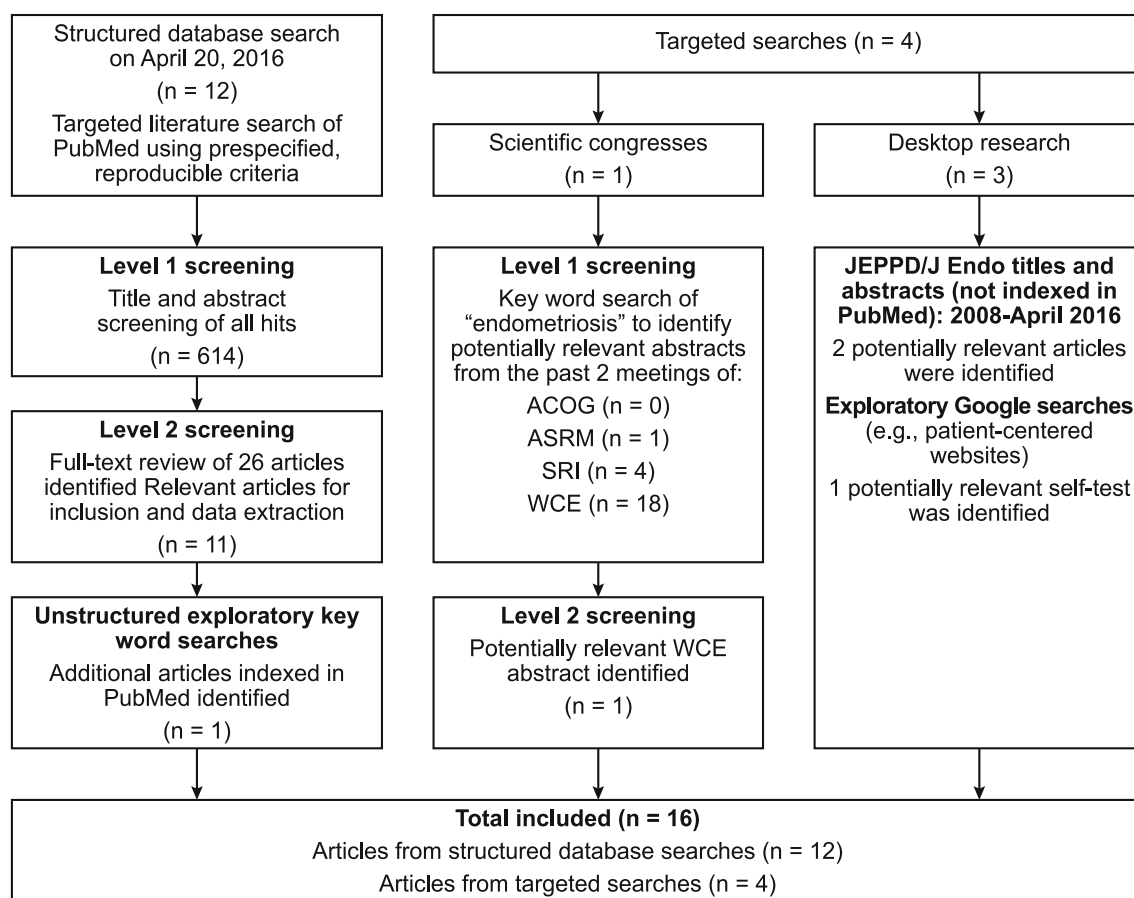 Structured database search
on April 20, 2016
(n = 12)
Targeted literature search of
PubMed using prespecified,
reproducible criteria
Targeted searches (n = 4)
Scientific congresses
(n = 1)
Desktop research
(n = 3)
Level 1 screening
Title and abstract
screening of all hits
(n = 614)
Level 1 screening
Key word search of
“endometriosis” to identify
potentially relevant abstracts
from the past 2 meetings of:
ACOG (n = 0)
ASRM (n = 1)
SRI (n = 4)
WCE (n = 18)
JEPPD/J Endo titles and
abstracts (not indexed in
PubMed): 2008-April 2016
2 potentially relevant articles
were identified
Exploratory Google searches
(e.g., patient-centered
websites)
1 potentially relevant self-test
was identified
Level 2 screening
Full-text review of 26 articles
identified Relevant articles for
inclusion and data extraction
(n = 11)
Unstructured exploratory key
word searches
Additional articles indexed in
PubMed identified
(n = 1)
Level 2 screening
Potentially relevant WCE
abstract identified
(n = 1)
Total included (n = 16)
Articles from structured database searches (n = 12)
Articles from targeted searches (n = 4)